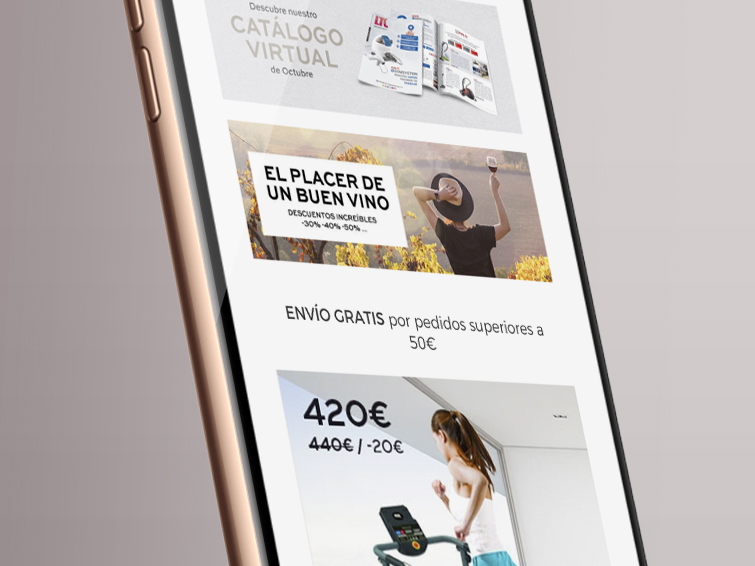 Descubre nuestro
CATÁLOGO
VIRTUAL
de Octubre
EL PLACER DE
UN BUEN VINO
DESCUENTOS INCREÍBLES
-30% -40% -50% ...
ENVÍO GRATIS por pedidos superiores a
50€
420€
440€ / -20€